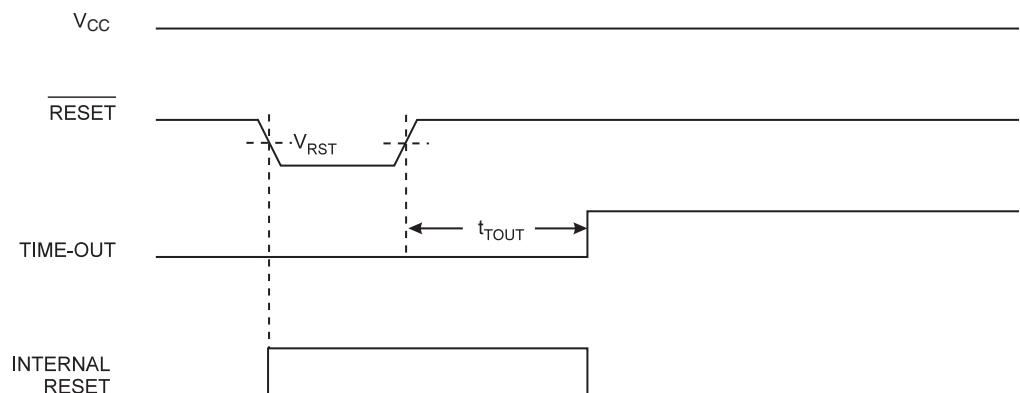 VCC
RESET
VRST
tTOUT
TIME-OUT
INTERNAL
RESET